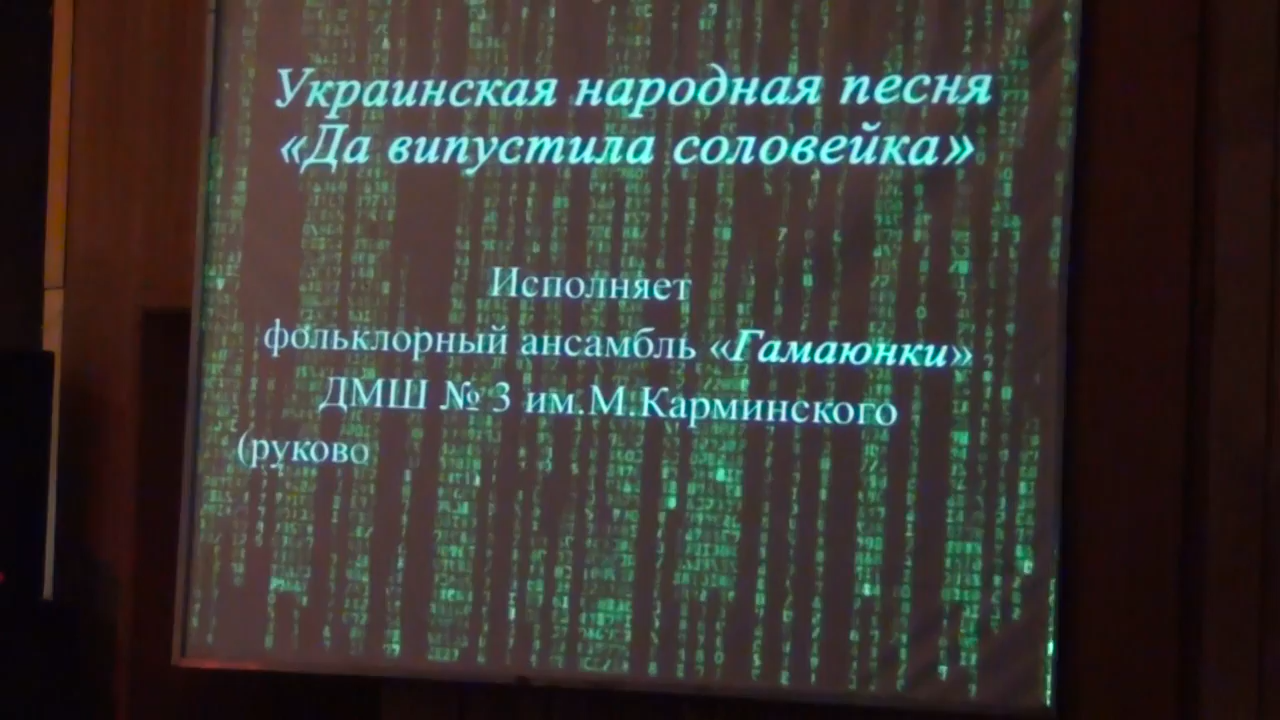 Украинская народная песня
«Да випустила соловейка»
Исполняет
фольклорный ансамбль «Гамаюнки»
ДМШ № 3 им.М.Карминского
(руково